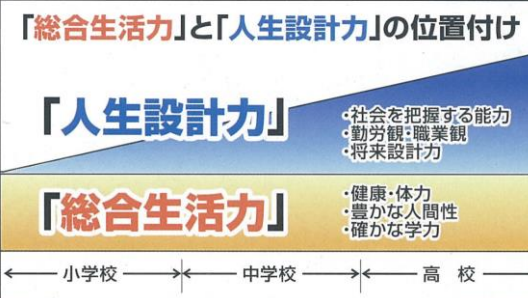 「総合生活力」と「人生設計力」の位置付け
「人生設計力」
・社会を把握する能力
・勤労観・職業観
・将来設計力
「総合生活力」
・健康・体力
・豊かな人間性
・確かな学力
小学校
中学校
高 校